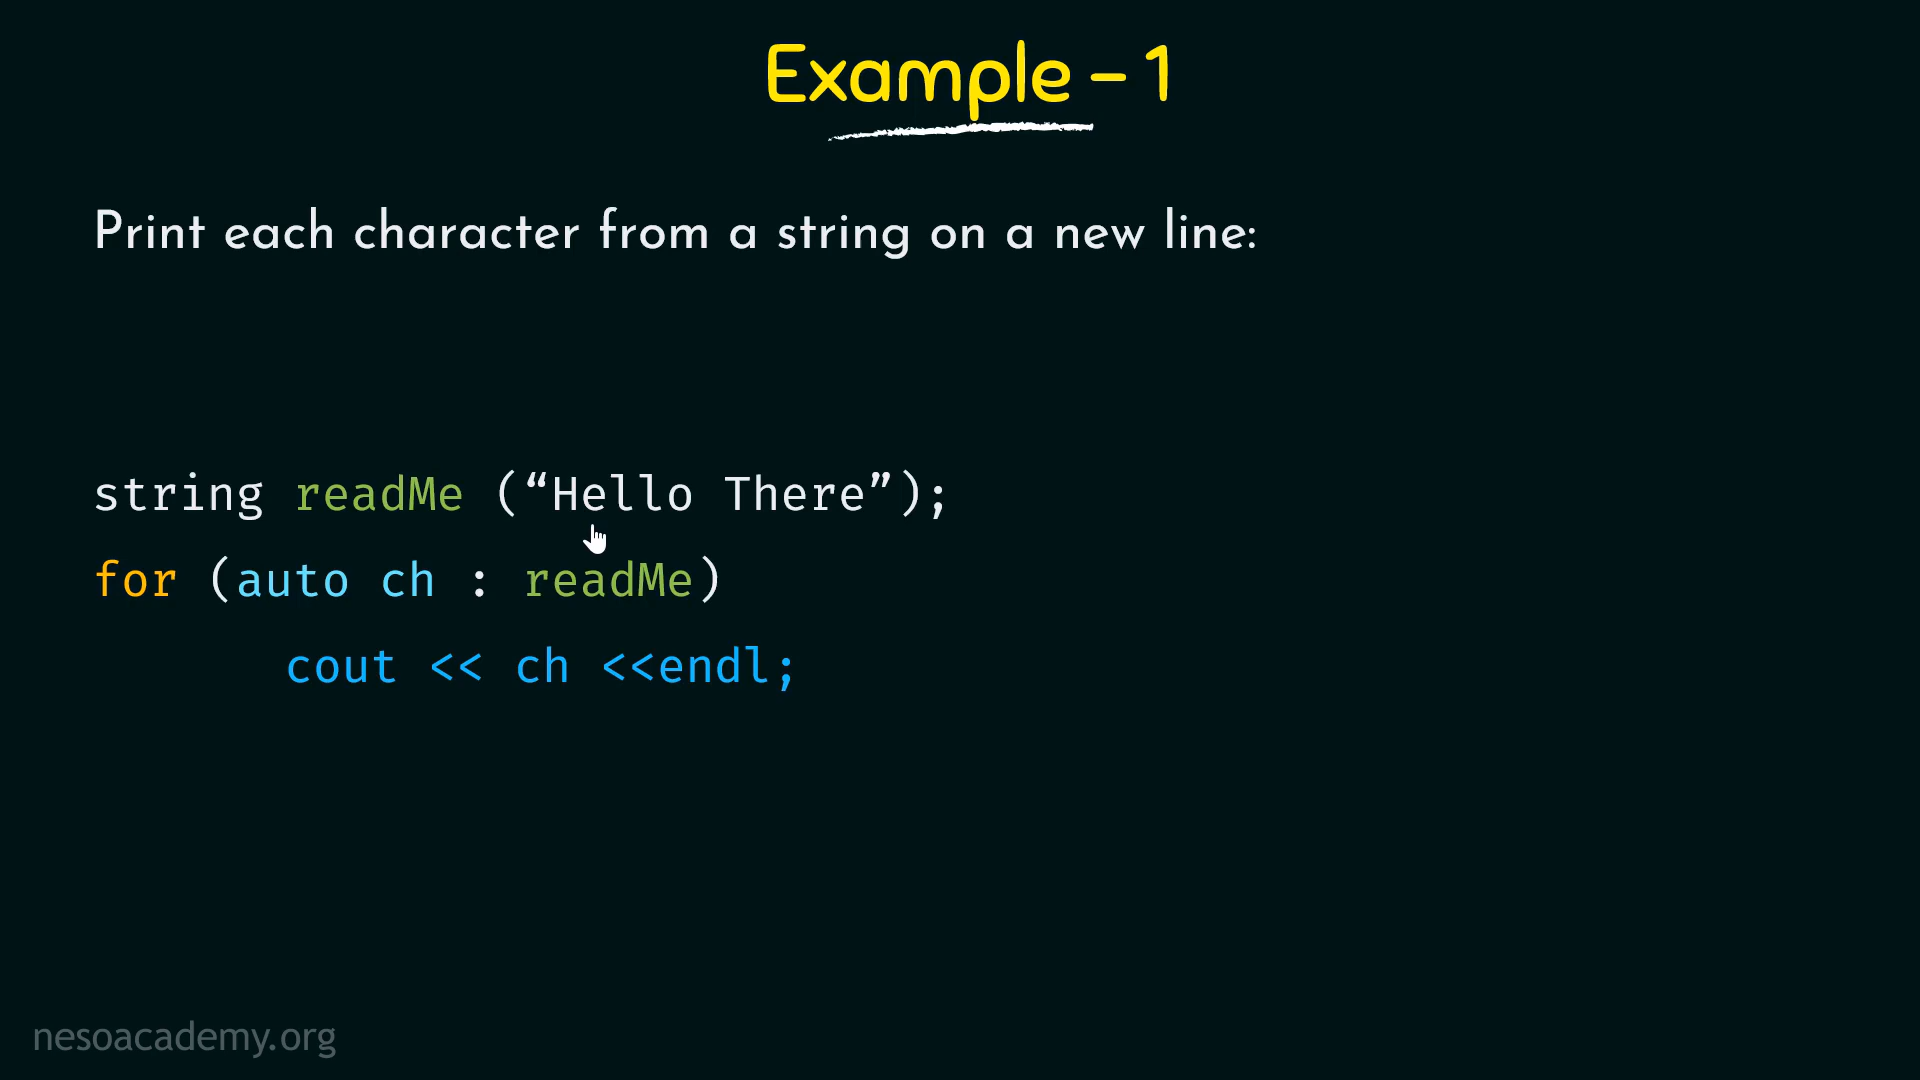 Example – 1
Print each character from a string on a new line:
string readMe (“Hello There”);
for (auto ch : readMe)
cout << ch <<endl;
nesoacademy.org